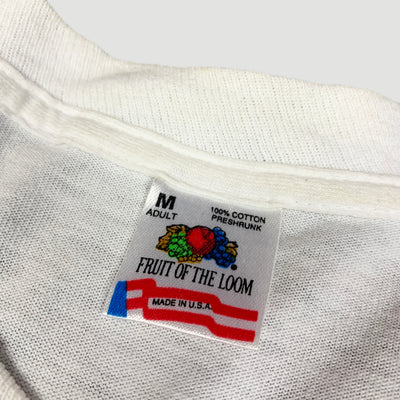 M
ADULT
100% COTTON
PRESHRUNK
FRUIT OF THE LOOM
®
MADE IN U.S.A.